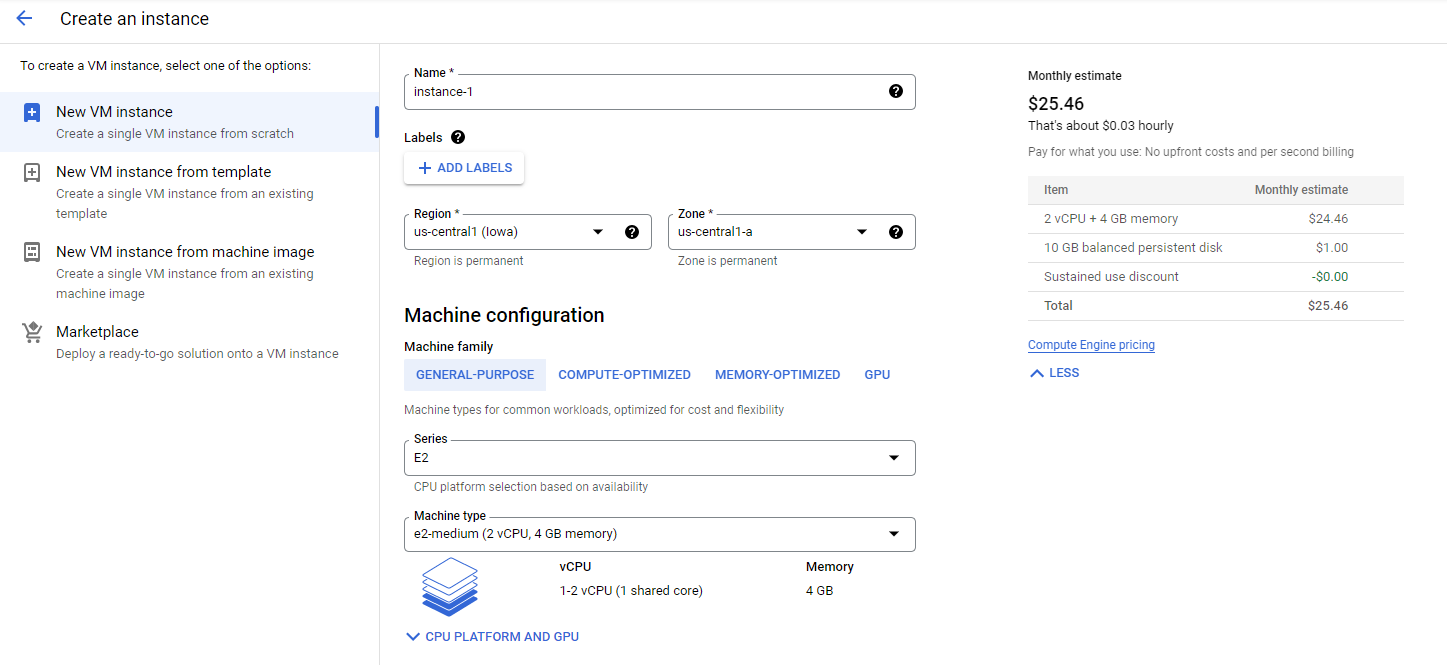 Create an instance
To create a VM instance, select one of the options:
New VM instance
Create a single VM instance from scratch
New VM instance from template
Create a single VM instance from an existing
template
New VM instance from machine image
Create a single VM instance from an existing
machine image
Marketplace
Deploy a ready-to-go solution onto a VM instance
Name *
instance-1
Labels
ADD LABELS
Region *
us-central1 (Iowa)
Region is permanent
Zone *
us-central1-a
Zone is permanent
Machine configuration
Machine family
GENERAL-PURPOSE COMPUTE-OPTIMIZED MEMORY-OPTIMIZED GPU
Machine types for common workloads, optimized for cost and flexibility
Series
E2
CPU platform selection based on availability
Machine type
e2-medium (2 vCPU, 4 GB memory)
vCPU Memory
1-2 vCPU (1 shared core) 4 GB
CPU PLATFORM AND GPU
Monthly estimate
$25.46
That's about $0.03 hourly
Pay for what you use: No upfront costs and per second billing
Item Monthly estimate
2 vCPU + 4 GB memory $24.46
10 GB balanced persistent disk $1.00
Sustained use discount -$0.00
Total $25.46
Compute Engine pricing
LESS